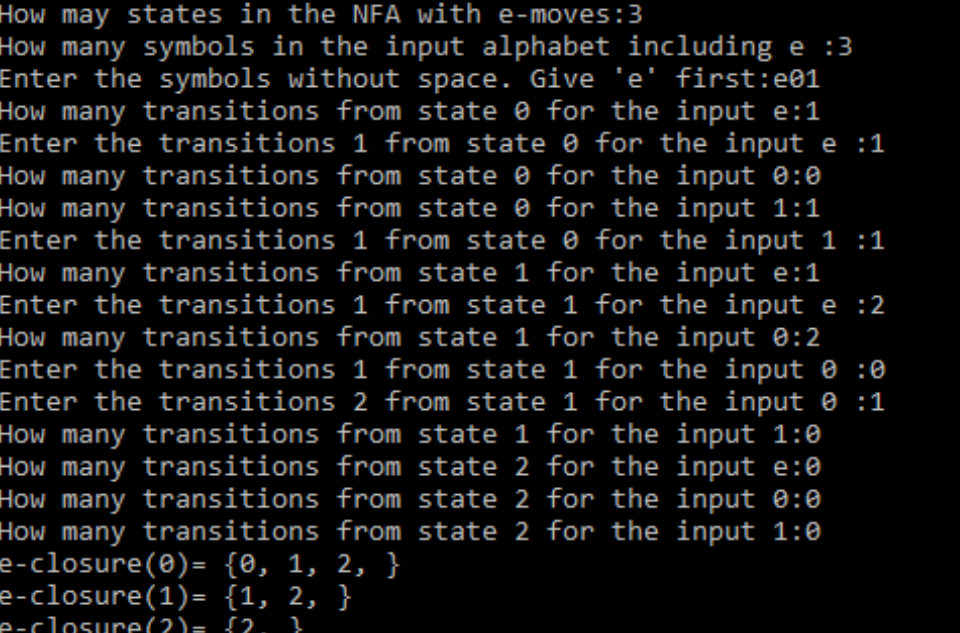 How may states in the NFA with e-moves:3
How many symbols in the input alphabet including e :3
Enter the symbols without space. Give 'e' first:e01
How many transitions from state 0 for the input e:1
Enter the transitions 1 from state 0 for the input e :1
How many transitions from state 0 for the input 0:0
How many transitions from state 0 for the input 1:1
Enter the transitions 1 from state 0 for the input 1 :1
How many transitions from state 1 for the input e:1
Enter the transitions 1 from state 1 for the input e :2
How many transitions from state 1 for the input 0:2
Enter the transitions 1 from state 1 for the input 0 :0
Enter the transitions 2 from state 1 for the input 0 :1
How many transitions from state 1 for the input 1:0
How many transitions from state 2 for the input e:0
How many transitions from state 2 for the input 0:0
How many transitions from state 2 for the input 1:0
e-closure(0)= {0, 1, 2, }
e-closure(1)= {1, 2, }
e-closure(2)= {2, }